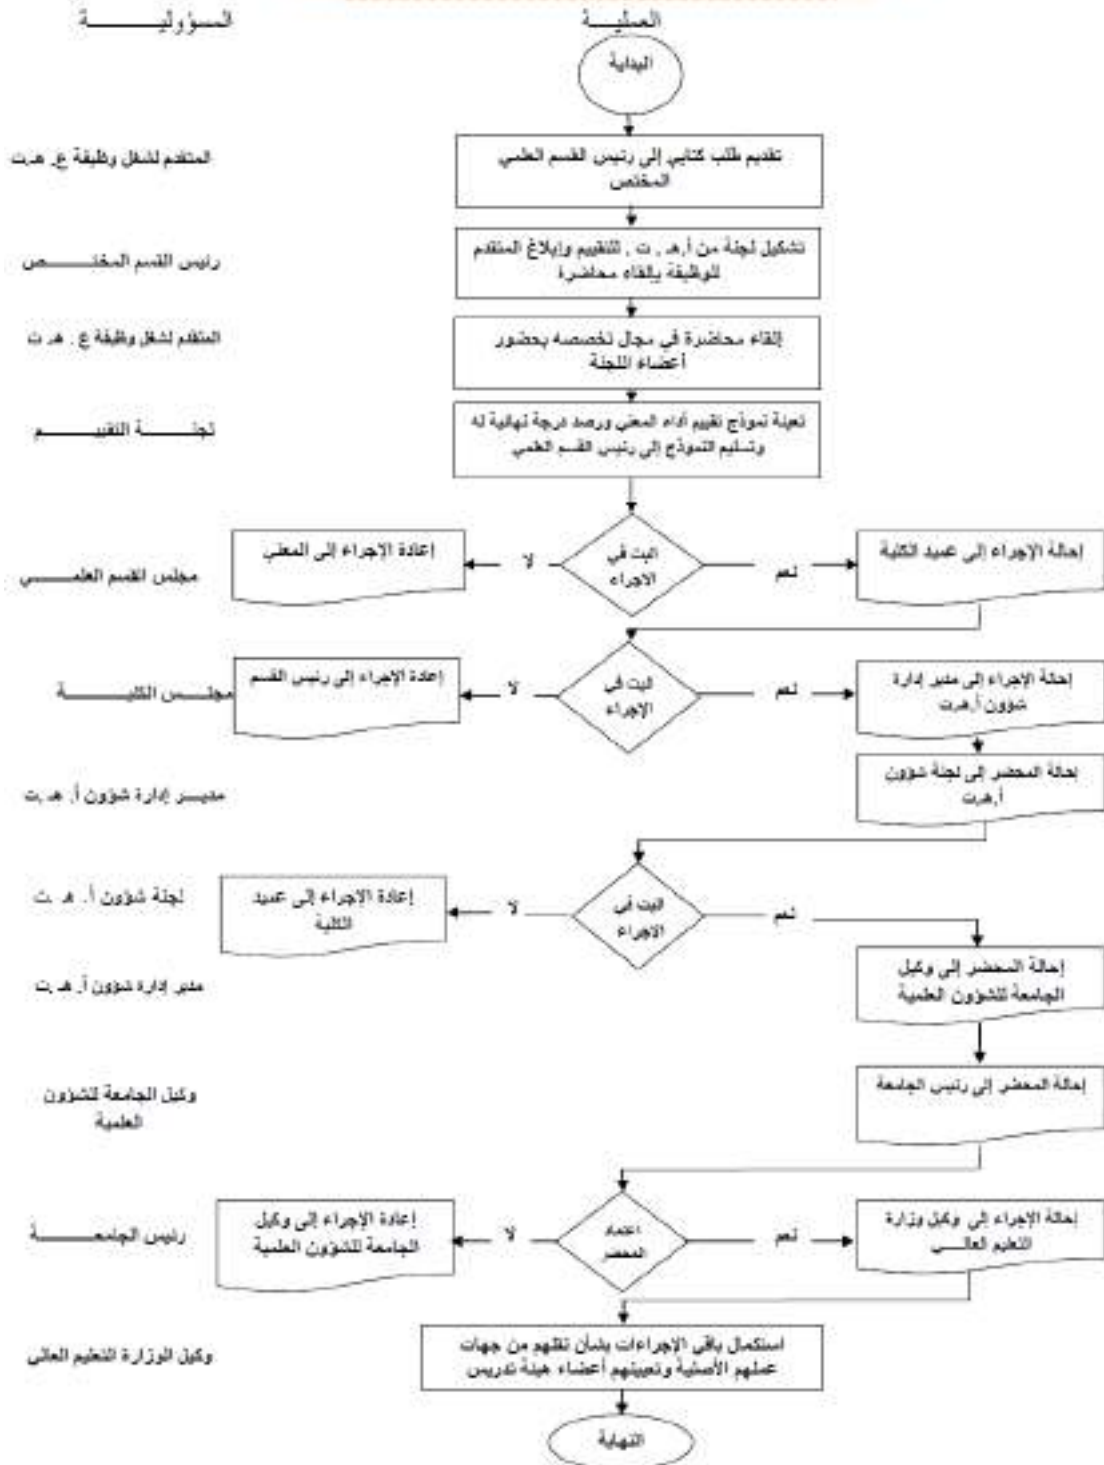 العملية
المسؤولية
البداية
تقديم طلب كتابي إلى رئيس القسم العلمي
المختص
المتقدم لشغل وظيفة ع. هـ.ت
تشكيل لجنة من أ.هـ . ت . للتقييم وإبلاغ المتقدم
للوظيفة بإلقاء محاضرة
رئيس القسم المختص
إلقاء محاضرة في مجال تخصصه بحضور
أعضاء اللجنة
المتقدم لشغل وظيفة ع . هـ. ت
تعبئة نموذج تقييم أداء المعني ورصد درجة نهائية له
وتسليم النموذج إلى رئيس القسم العلمي
لجنة التقييم
إحالة الإجراء إلى عميد الكلية
نعم
البت في
الاجراء
لا
إعادة الإجراء إلى المعني
مجلس القسم العلمي
إحالة الإجراء إلى مدير إدارة
شؤون أ.هـ.ت
نعم
البت في
الإجراء
لا
إعادة الإجراء إلى رئيس القسم
مجلس الكلية
إحالة المحضر إلى لجنة شؤون
أ.هـ.ت
مدير إدارة شؤون أ. هـ .ت
نعم
البت في
الاجراء
لا
إعادة الاجراء إلى عميد
الكلية
لجنة شؤون أ. هـ .ت
إحالة المحضر إلى وكيل
الجامعة للشؤون العلمية
مدير إدارة شؤون أ. هـ .ت
إحالة المحضر إلى رئيس الجامعة
وكيل الجامعة للشؤون
العلمية
إحالة الإجراء إلى وكيل وزارة
التعليم العالي
نعم
اعتماد
المحضر
لا
إعادة الإجراء إلى وكيل
الجامعة للشؤون العلمية
رئيس الجامعة
استكمال باقي الإجراءات بشأن نقلهم من جهات
عملهم الأصلية وتعيينهم أعضاء هيئة تدريس
وكيل الوزارة التعليم العالي
النهاية